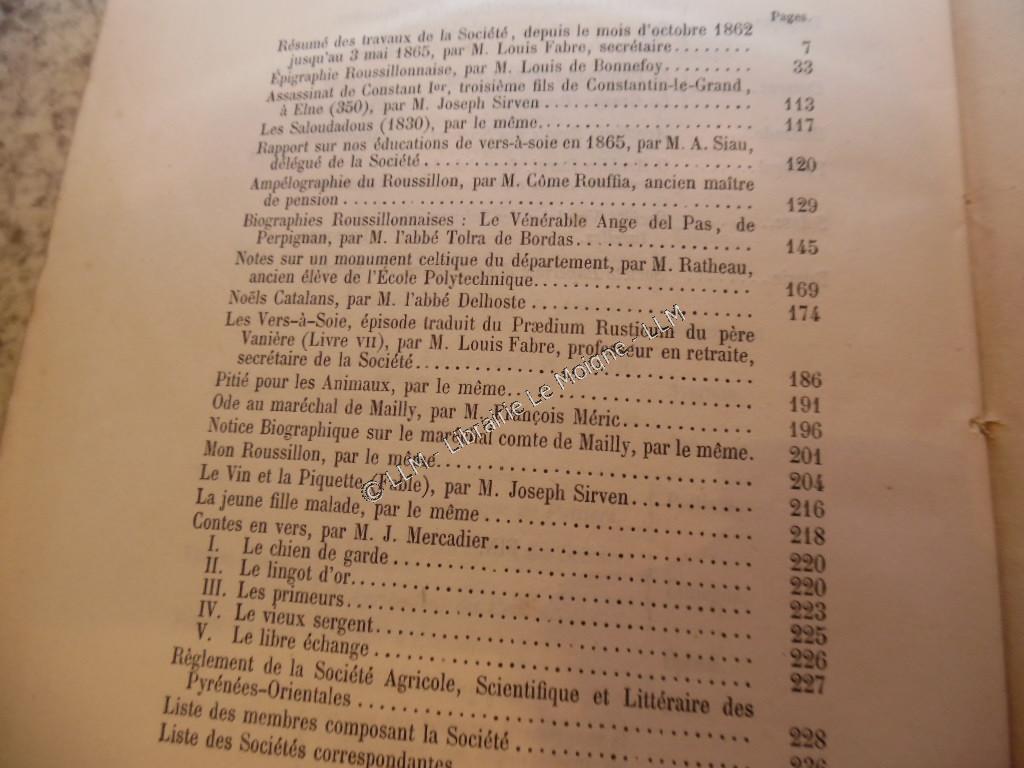 Pages.
Résumé des travaux de la Société, depuis le mois d'octobre 1862
jusqu'au 3 mai 1865, par M. Louis Fabre, secrétaire........ 7
Épigraphie Roussillonnaise, par M. Louis de Bonnefoy......... 33
Assassinat de Constant Ier, troisième fils de Constantin-le-Grand,
à Elne (350), par M. Joseph Sirven .................... 113
Les Saloudadous (1830), par le même..................... 117
Rapport sur nos éducations de vers-à-soie en 1865, par M. A. Siau,
délégué de la Société............................... 120
Ampélographie du Roussillon, par M. Côme Rouffia, ancien maître
de pension ...................................... 129
Biographies Roussillonnaises : Le Vénérable Ange del Pas, de
Perpignan, par M. l'abbé Tolra de Bordas................ 145
Notes sur un monument celtique du département, par M. Ratheau,
ancien élève de l'École Polytechnique.................... 169
Noëls Catalans, par M. l'abbé Delhoste .................... 174
Les Vers-à-Soie, épisode traduit du Prædium Rusticum du père
Vanière (Livre VII), par M. Louis Fabre, professeur en retraite,
secrétaire de la Société............................... 186
Pitié pour les Animaux, par le même...................... 191
Ode au maréchal de Mailly, par M. François Méric............ 196
Notice Biographique sur le maréchal comte de Mailly, par le même. 201
Mon Roussillon, par le même............................ 204
Le Vin et la Piquette (Fable), par M. Joseph Sirven........... 216
La jeune fille malade, par le même........................ 218
Contes en vers, par M. J. Mercadier....................... 220
I. Le chien de garde............................... 220
II. Le lingot d'or................................... 223
III. Les primeurs................................... 225
IV. Le vieux sergent................................ 226
V. Le libre échange ............................... 227
Règlement de la Société Agricole, Scientifique et Littéraire des
Pyrénées-Orientales ................................. 228
Liste des membres composant la Société ....................
Liste des Sociétés correspondantes
© LLM - Librairie Le Moigne - LLM